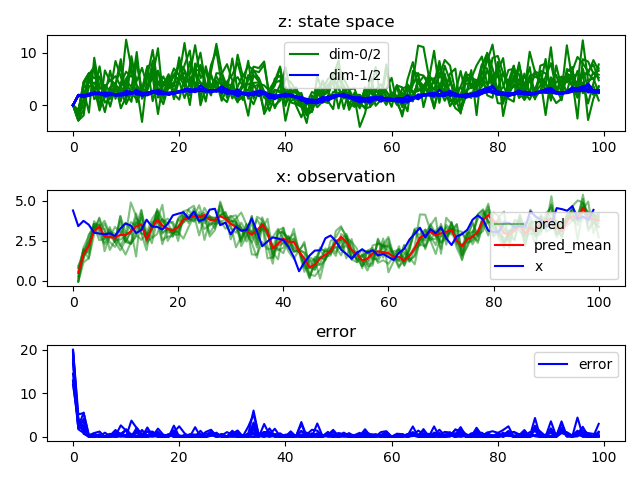 z: state space
10
0
dim-0/2
dim-1/2
0 20 40 60 80 100
x: observation
5.0
2.5
0.0
pred
pred_mean
x
0 20 40 60 80 100
error
20
10
0
error
0 20 40 60 80 100